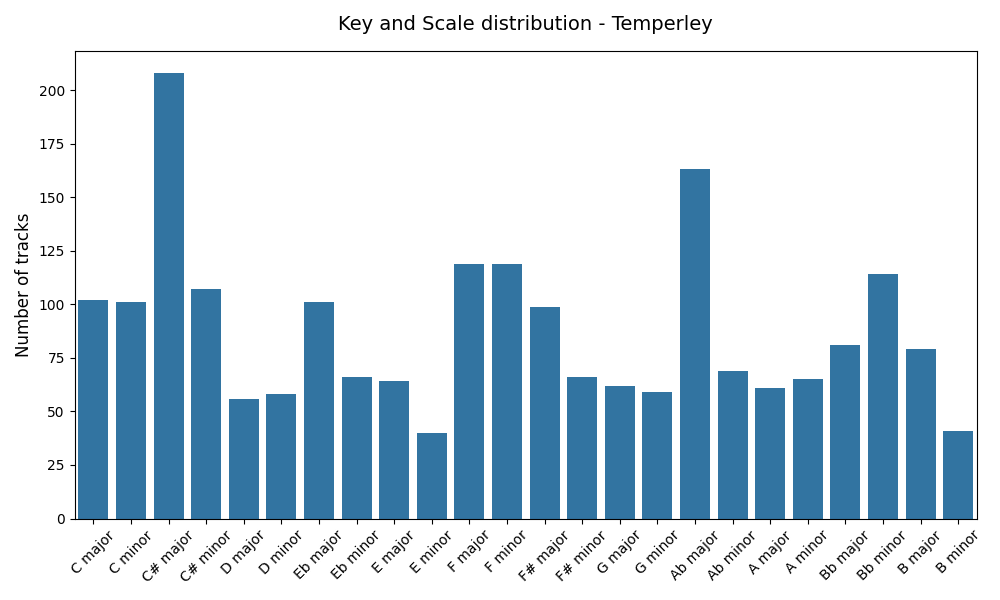 Key and Scale distribution - Temperley
Number of tracks
200
175
150
125
100
75
50
25
0
C major
C minor
C# major
C# minor
D major
D minor
Eb major
Eb minor
E major
E minor
F major
F minor
F# major
F# minor
G major
G minor
Ab major
Ab minor
A major
A minor
Bb major
Bb minor
B major
B minor